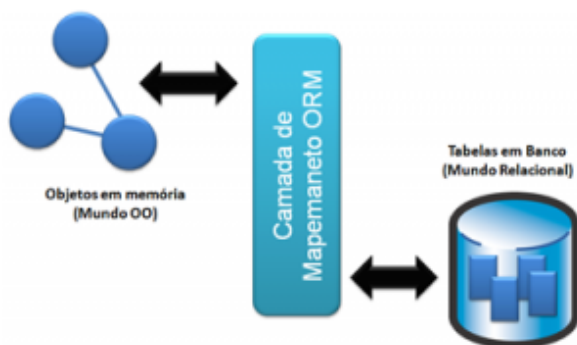 Objetos em memória
(Mundo OO)
Camada de
Mapemaneto ORM
Tabelas em Banco
(Mundo Relacional)